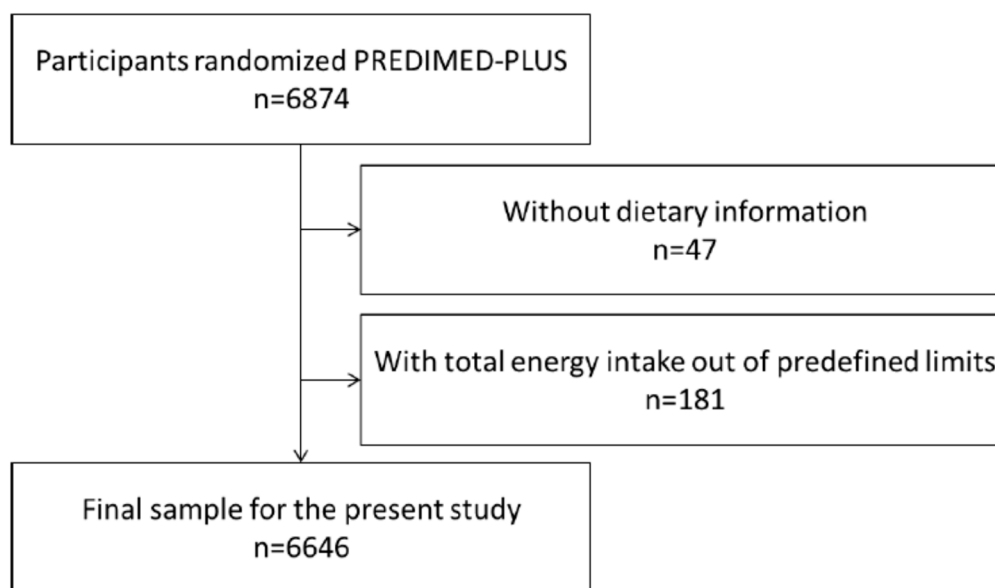 Participants randomized PREDIMED-PLUS
n=6874
Without dietary information
n=47
With total energy intake out of predefined limits
n=181
Final sample for the present study
n=6646